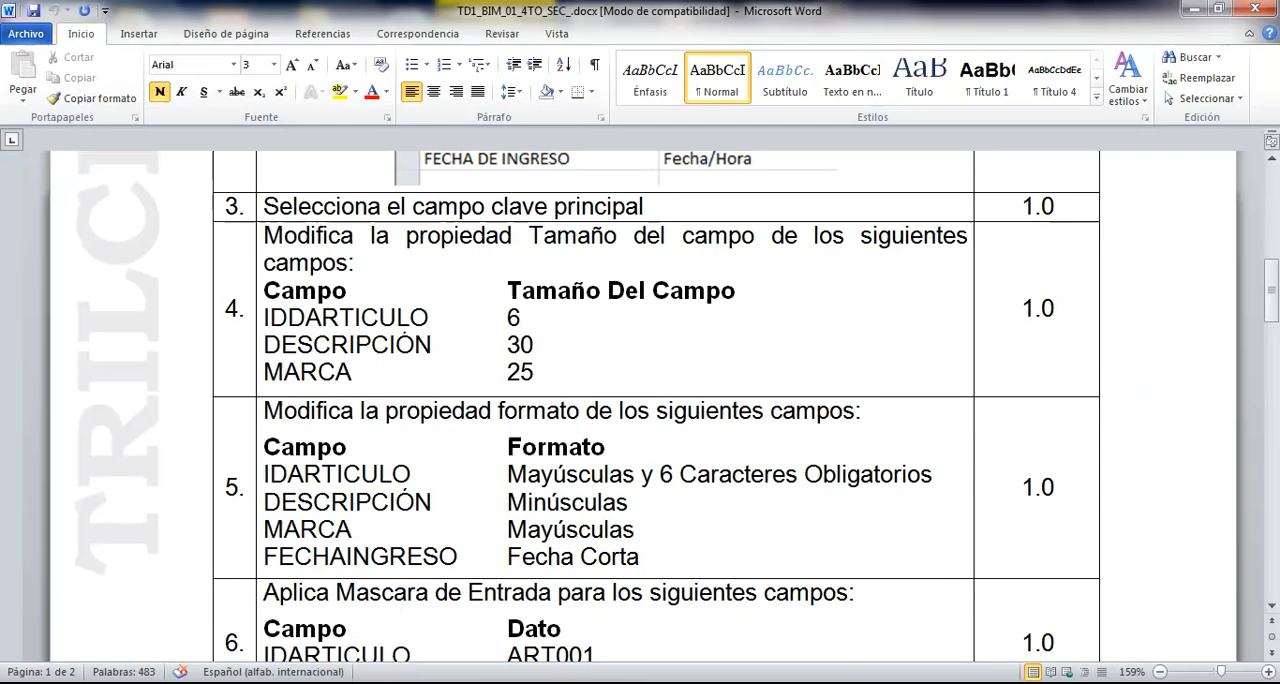 TD1_BIM_01_4TO_SEC_.docx [Modo de compatibilidad] - Microsoft Word
Archivo Inicio Insertar Diseño de página Referencias Correspondencia Revisar Vista
Pegar
Cortar
Copiar
Copiar formato
Portapapeles
Arial 3
N K S abc x₂ x²
Fuente
Párrafo
AaBbCcI AaBbCcI AaBbCc. AaBbCcl AaB AaBb( AaBbCcDdEe
Énfasis ¶ Normal Subtítulo Texto en n... Título ¶ Título 1 ¶ Título 4
Cambiar estilos
Estilos
Buscar
Reemplazar
Seleccionar
Edición
TRILC
FECHA DE INGRESO Fecha/Hora
3. Selecciona el campo clave principal 1.0
Modifica la propiedad Tamaño del campo de los siguientes
campos:
Campo Tamaño Del Campo
4. IDDARTICULO 6 1.0
DESCRIPCIÓN 30
MARCA 25
Modifica la propiedad formato de los siguientes campos:
Campo Formato
IDARTICULO Mayúsculas y 6 Caracteres Obligatorios
5. DESCRIPCIÓN Minúsculas 1.0
MARCA Mayúsculas
FECHAINGRESO Fecha Corta
Aplica Mascara de Entrada para los siguientes campos:
Campo Dato
6. IDARTICULO ART001 1.0
Página: 1 de 2 Palabras: 483 Español (alfab. internacional) 159%